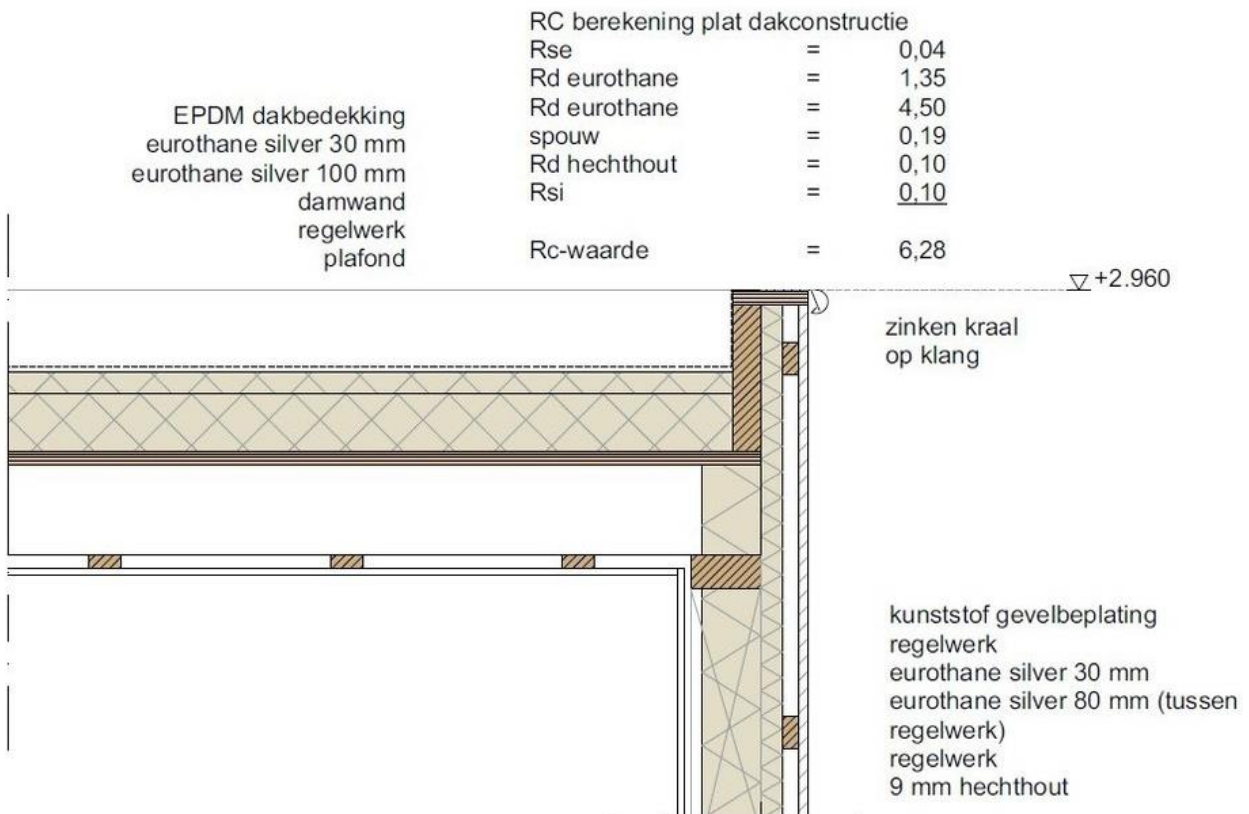 RC berekening plat dakconstructie
Rse = 0,04
Rd eurothane = 1,35
Rd eurothane = 4,50
spouw = 0,19
Rd hechthout = 0,10
Rsi = 0,10
Rc-waarde = 6,28
EPDM dakbedekking
eurothane silver 30 mm
eurothane silver 100 mm
damwand
regelwerk
plafond
+2.960
zinken kraal
op klang
kunststof gevelbeplating
regelwerk
eurothane silver 30 mm
eurothane silver 80 mm (tussen
regelwerk)
regelwerk
9 mm hechthout